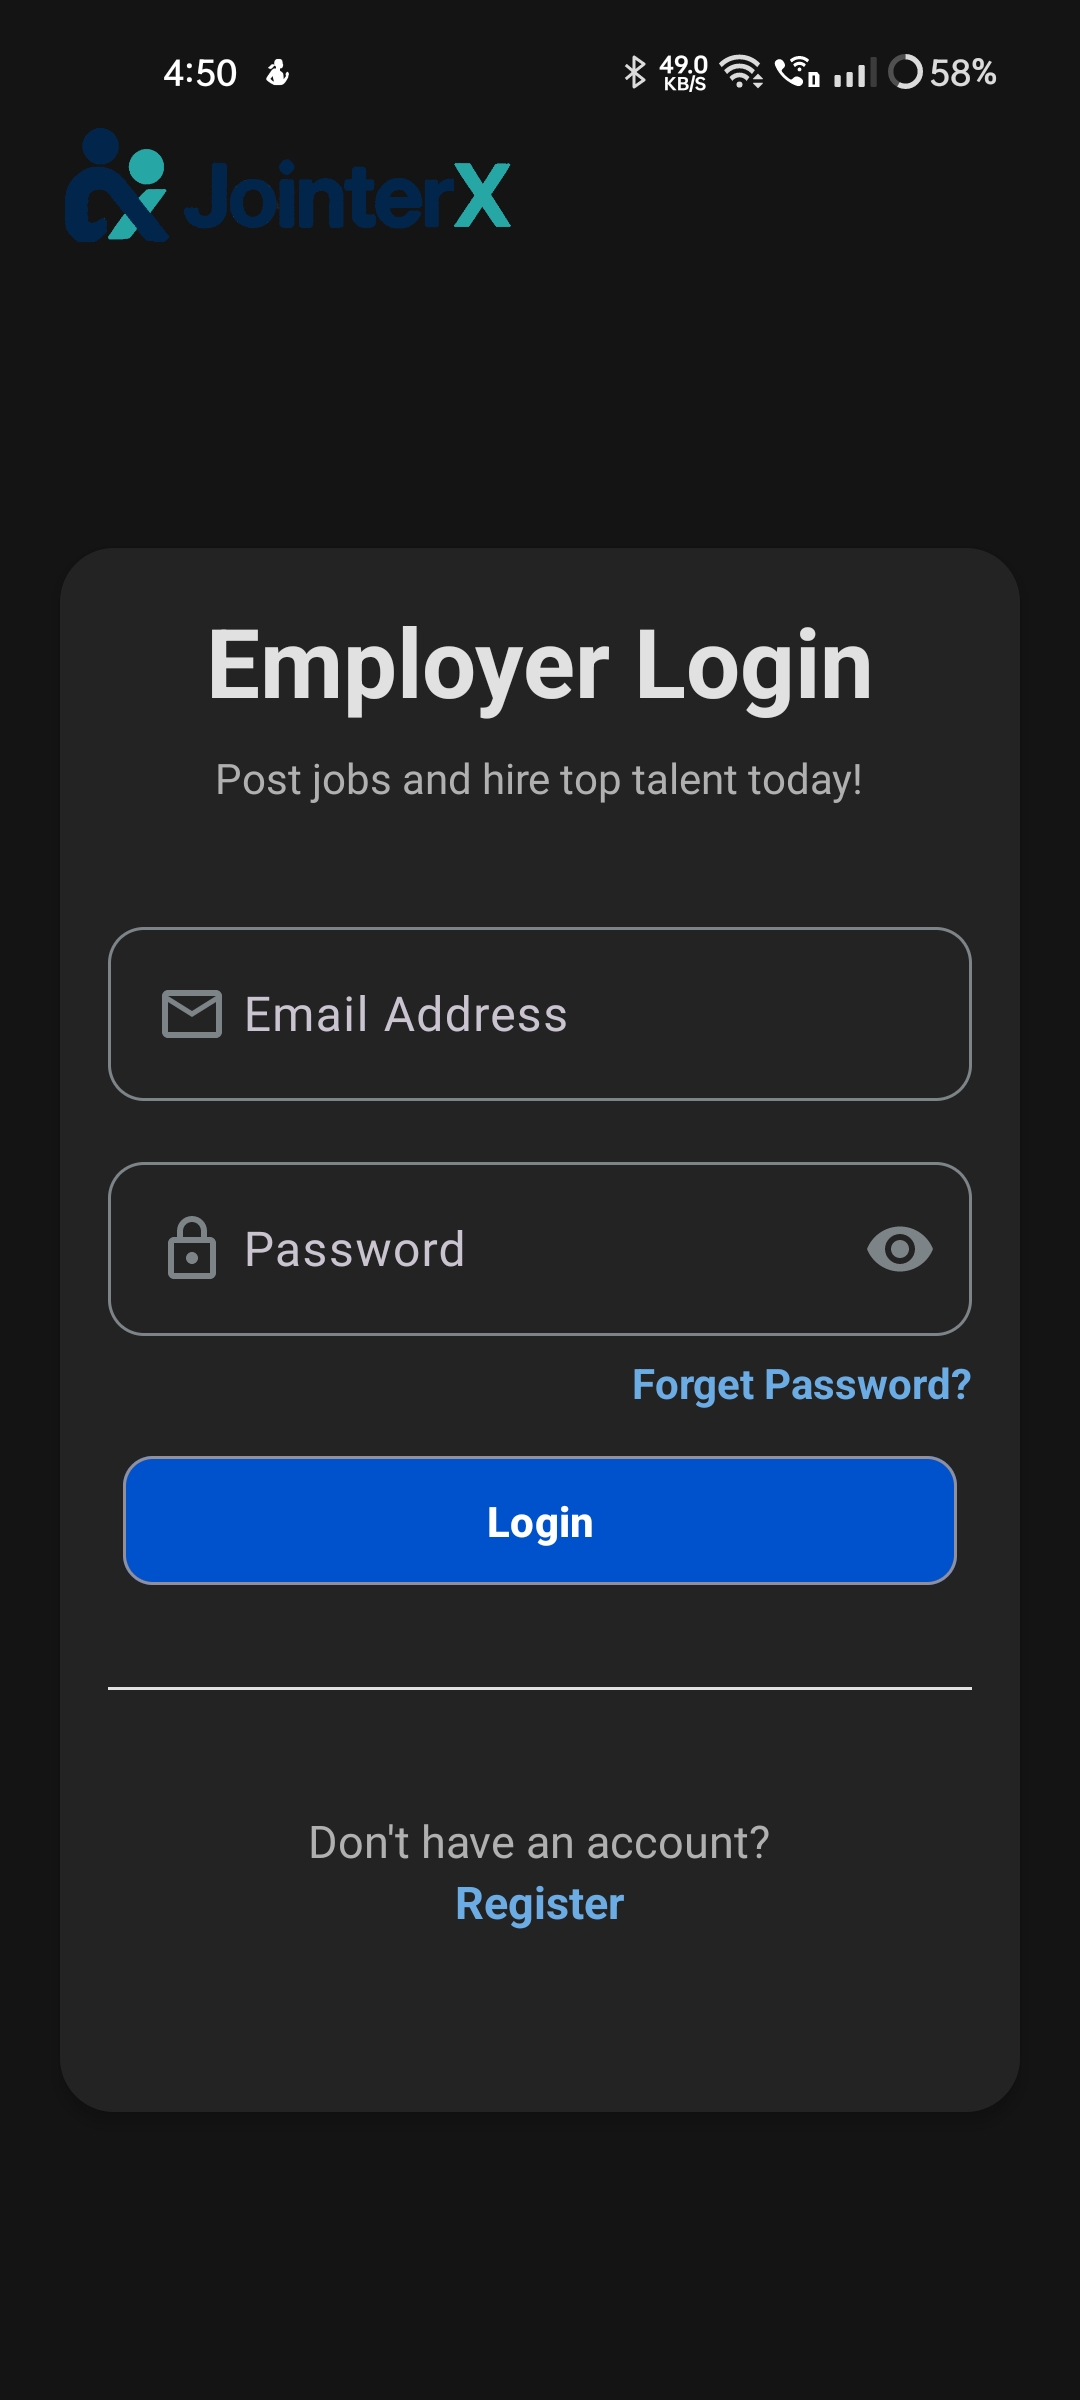 4:50
49.0
KB/S
58%
JointerX
Employer Login
Post jobs and hire top talent today!
Email Address
Password
Forget Password?
Login
Don't have an account?
Register